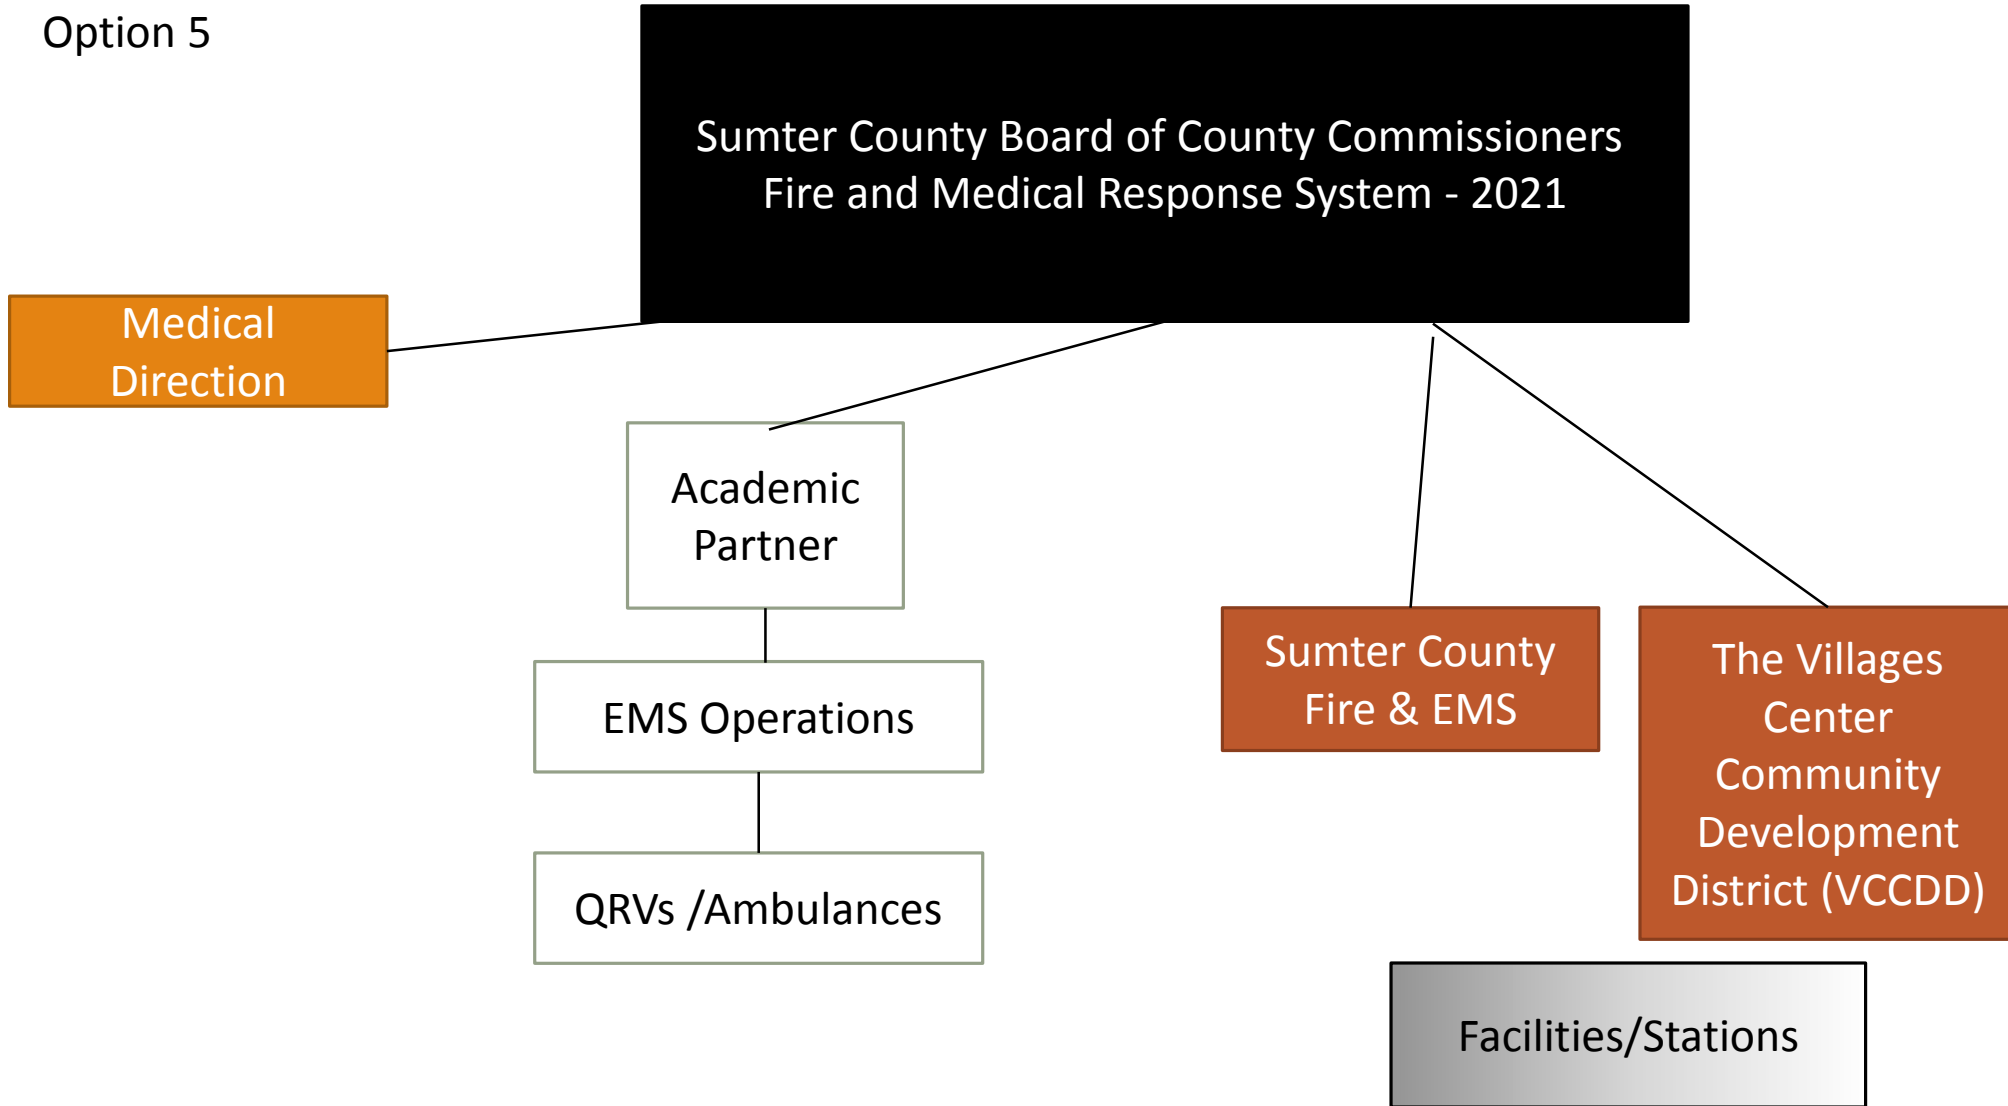 Option 5
Sumter County Board of County Commissioners
Fire and Medical Response System - 2021
Medical
Direction
Academic
Partner
EMS Operations
QRVs /Ambulances
Sumter County
Fire & EMS
The Villages
Center
Community
Development
District (VCCDD)
Facilities/Stations